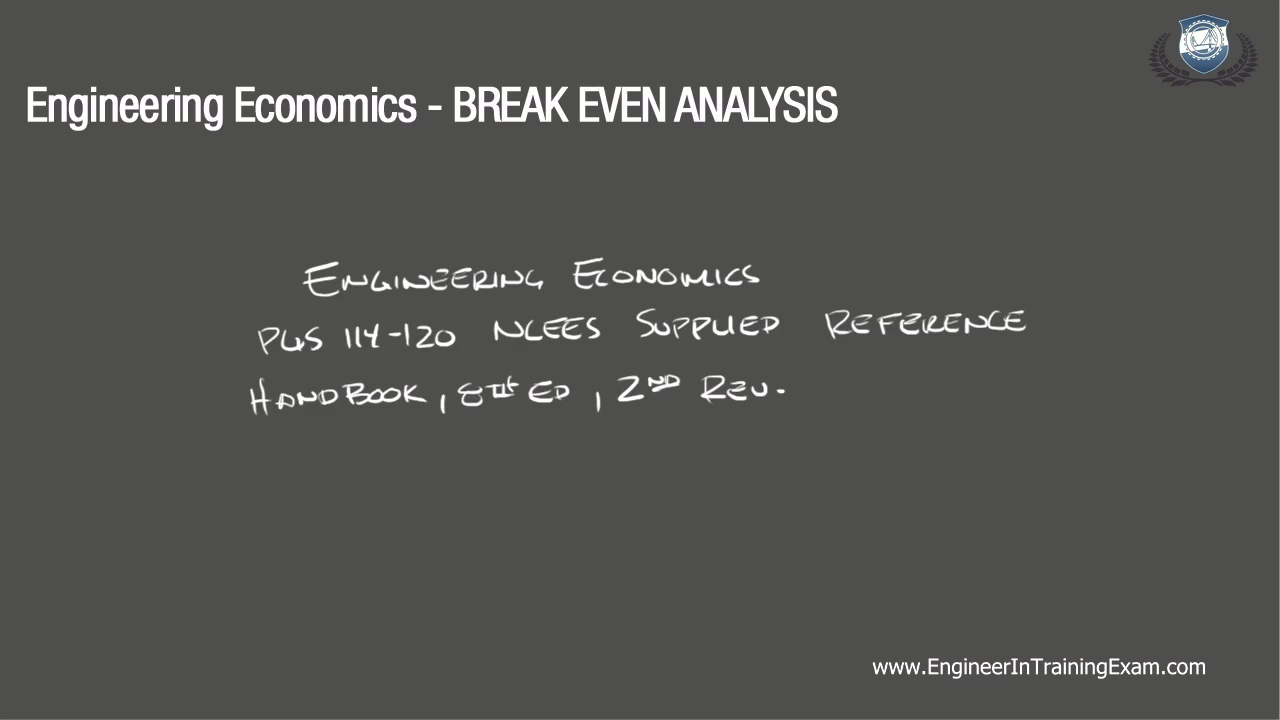 Engineering Economics - BREAK EVEN ANALYSIS
ENGINEERING ECONOMICS
PGS 114-120 NCEES SUPPLIED REFERENCE
HANDBOOK, 8TH ED, 2ND REV.
www.EngineerInTrainingExam.com